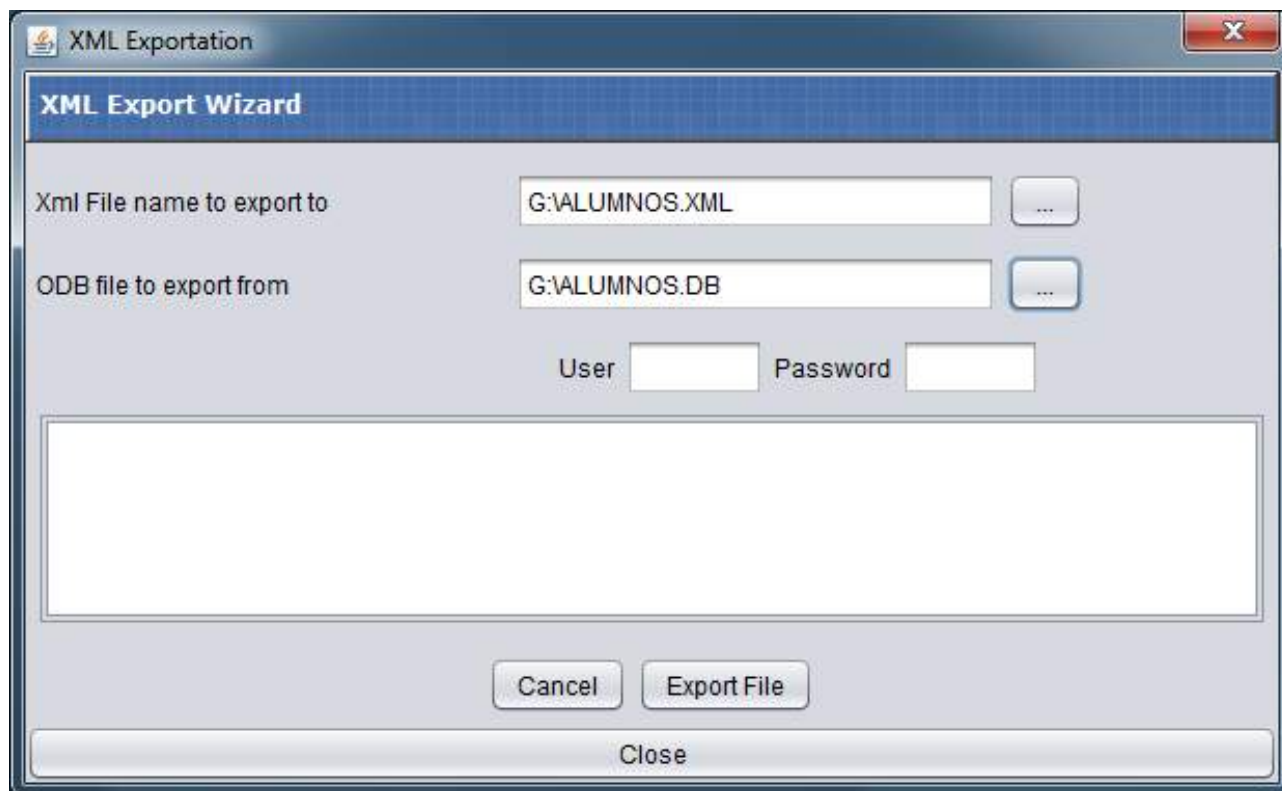 XML Exportation
XML Export Wizard
Xml File name to export to G:\ALUMNOS.XML ...
ODB file to export from G:\ALUMNOS.DB ...
User Password
Cancel Export File
Close